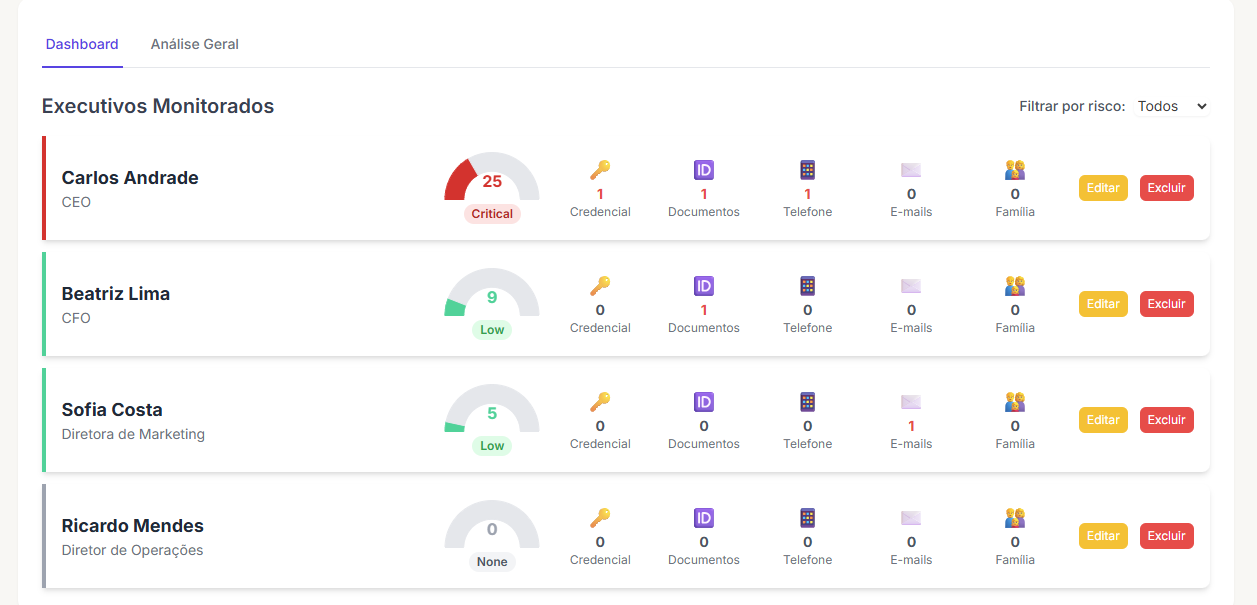 Dashboard Análise Geral
Executivos Monitorados
Filtrar por risco: Todos
Carlos Andrade
CEO
25
Critical
1
Credencial
ID
1
Documentos
1
Telefone
0
E-mails
0
Família
Editar Excluir
Beatriz Lima
CFO
9
Low
0
Credencial
ID
1
Documentos
0
Telefone
0
E-mails
0
Família
Editar Excluir
Sofia Costa
Diretora de Marketing
5
Low
0
Credencial
ID
0
Documentos
0
Telefone
1
E-mails
0
Família
Editar Excluir
Ricardo Mendes
Diretor de Operações
0
None
0
Credencial
ID
0
Documentos
0
Telefone
0
E-mails
0
Família
Editar Excluir